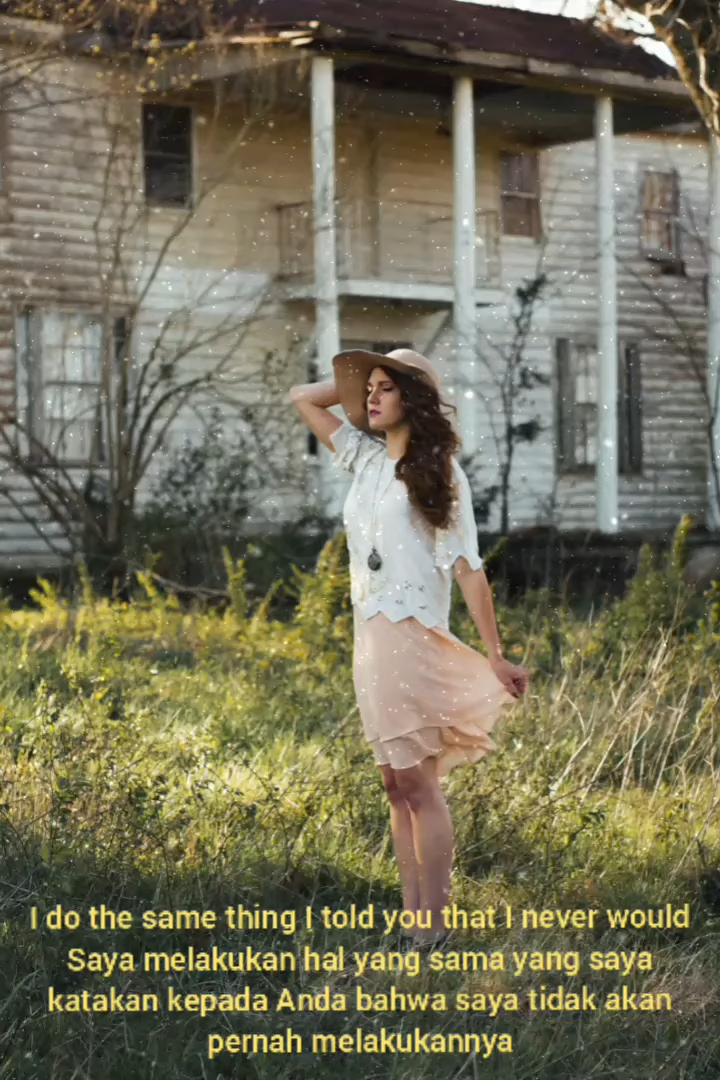 I do the same thing I told you that I never would
Saya melakukan hal yang sama yang saya
katakan kepada Anda bahwa saya tidak akan
pernah melakukannya